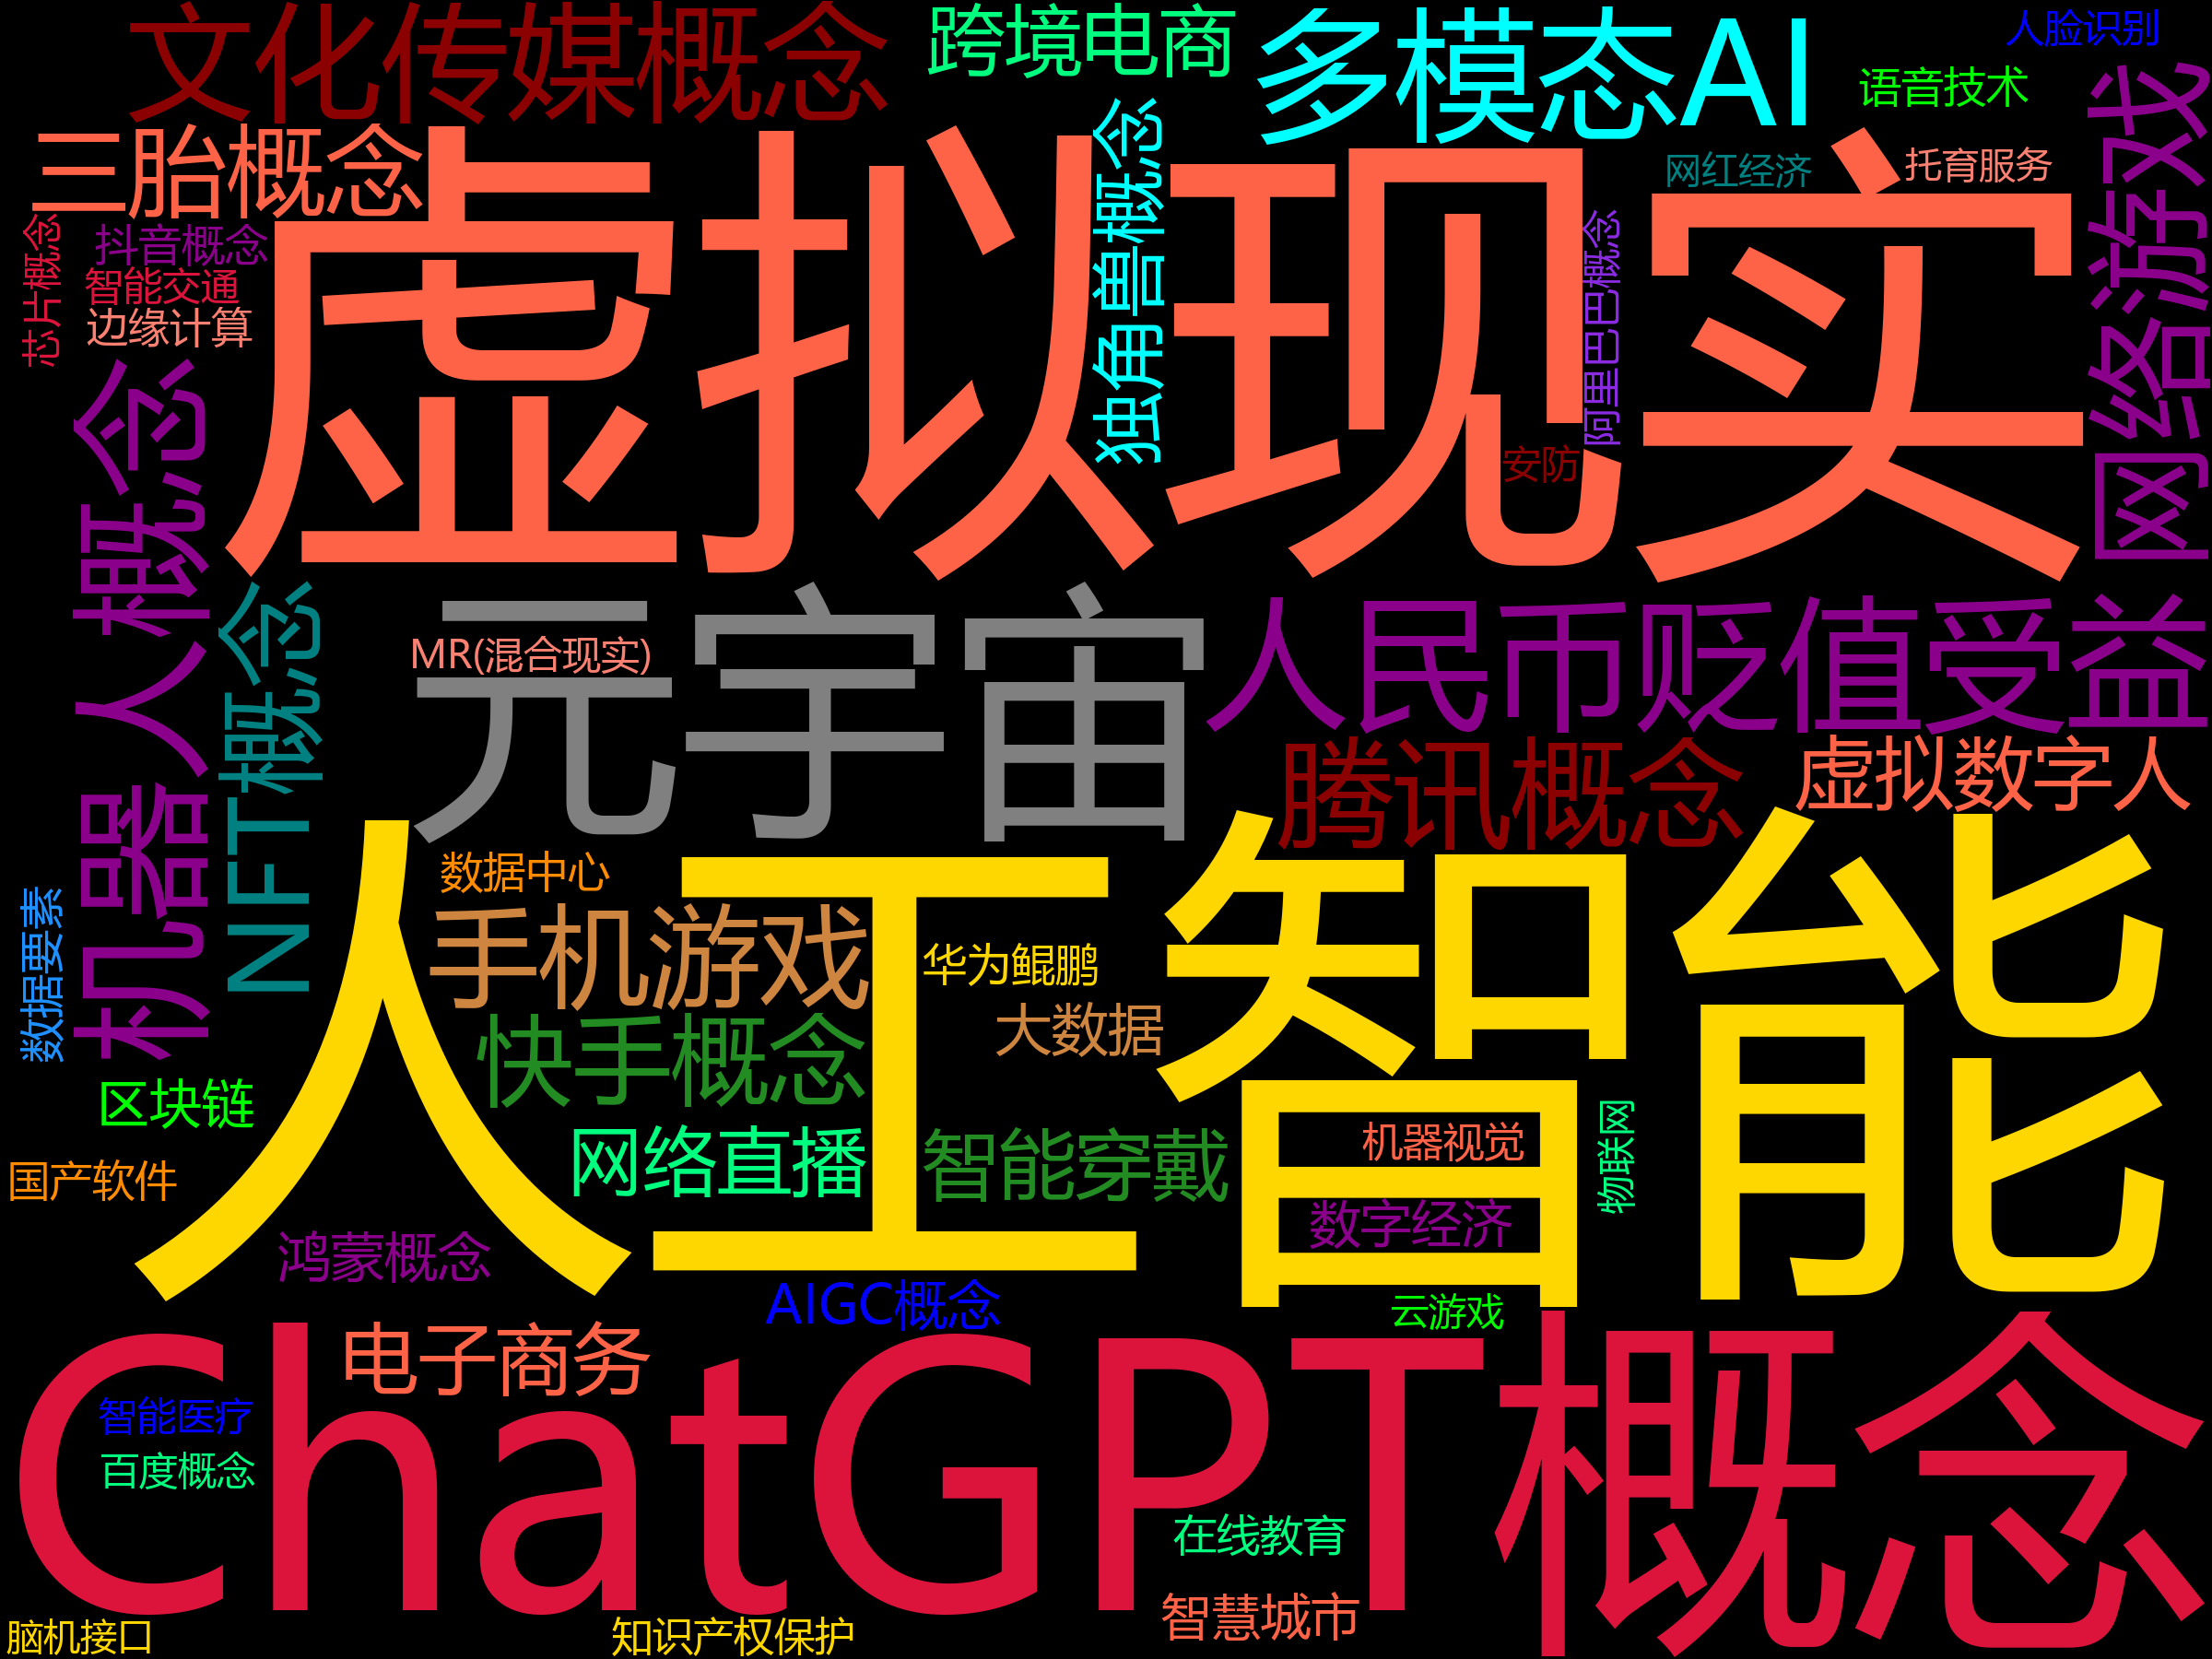 文化传媒概念
跨境电商
多模态AI
人脸识别
语音技术
三胎概念
网红经济
托育服务
抖音概念
智能交通
边缘计算
芯片概念
虚拟现实
独角兽概念
阿里巴巴概念
安防
网络游戏
机器人概念
NFT概念
元宇宙
MR(混合现实)
人民币贬值受益
腾讯概念
虚拟数字人
数据中心
手机游戏
华为鲲鹏
大数据
快手概念
数据要素
区块链
人工智能
网络直播
智能穿戴
机器视觉
物联网
国产软件
数字经济
鸿蒙概念
AIGC概念
云游戏
电子商务
ChatGPT概念
智能医疗
百度概念
在线教育
智慧城市
脑机接口
知识产权保护